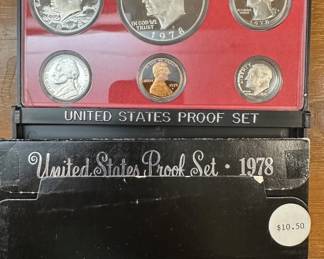 IN GOD WE
TRUST
1978
UNITED STATES PROOF SET
United States Proof Set · 1978
$10.50